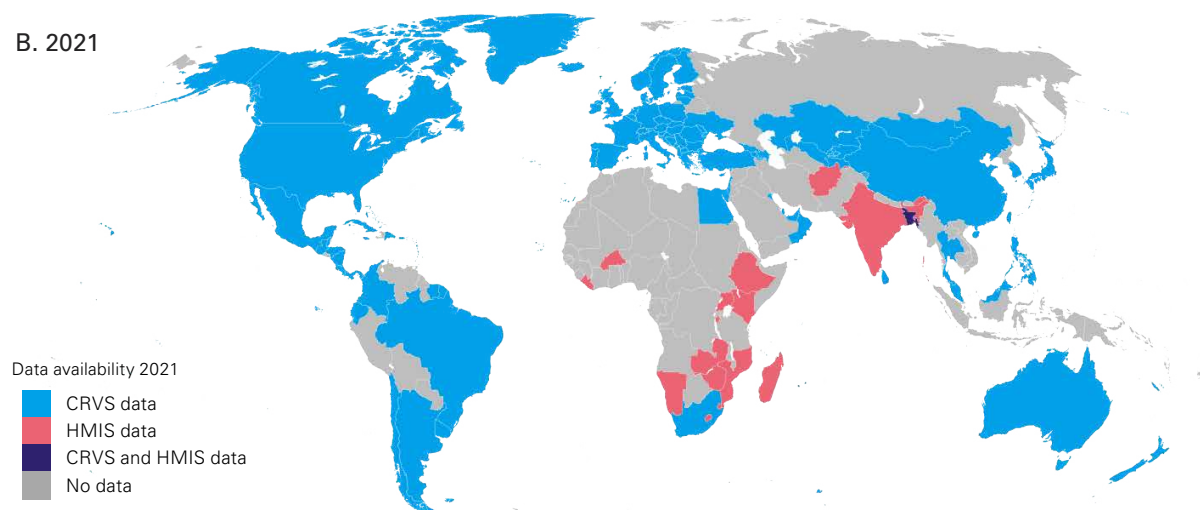 B. 2021
Data availability 2021
CRVS data
HMIS data
CRVS and HMIS data
No data